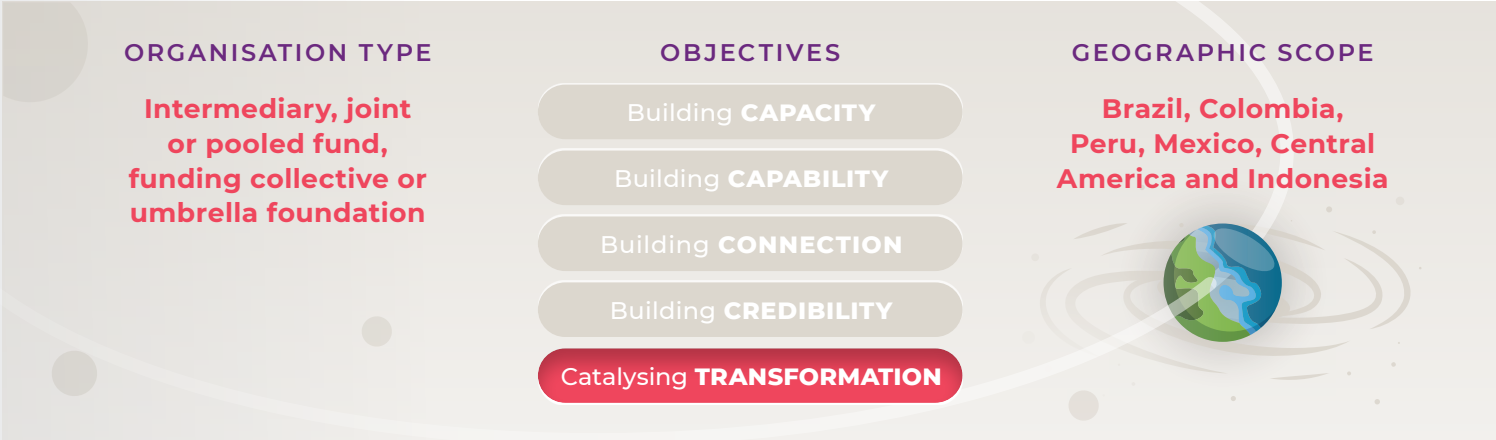 ORGANISATION TYPE
Intermediary, joint
or pooled fund,
funding collective or
umbrella foundation
OBJECTIVES
Building CAPACITY
Building CAPABILITY
Building CONNECTION
Building CREDIBILITY
Catalysing TRANSFORMATION
GEOGRAPHIC SCOPE
Brazil, Colombia,
Peru, Mexico, Central
America and Indonesia